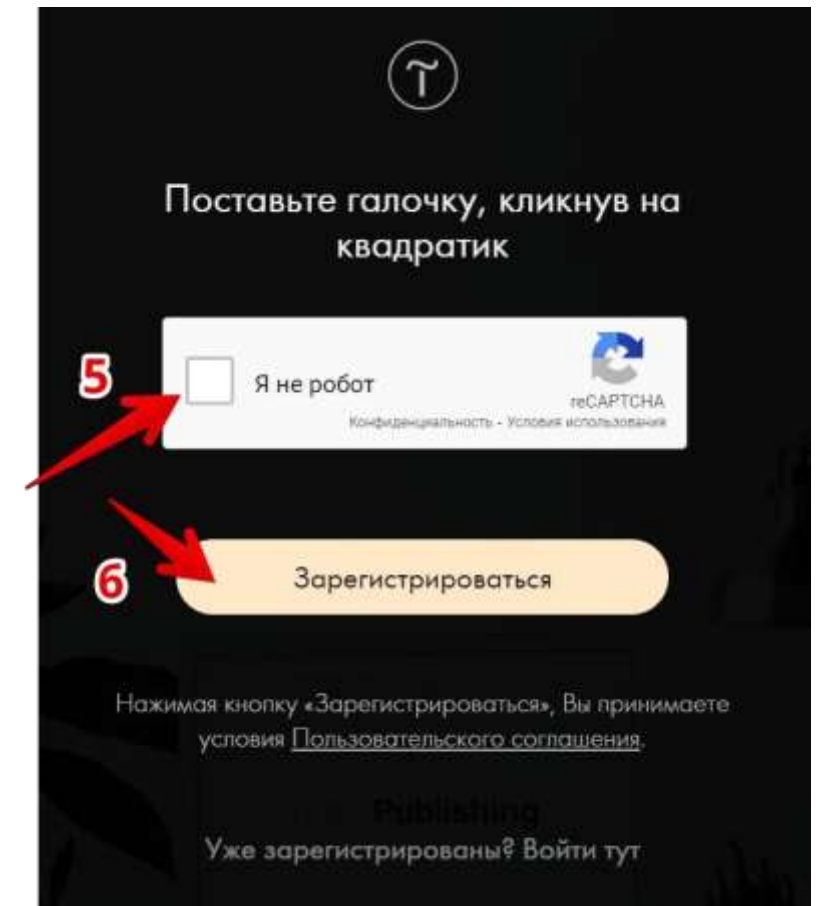 Поставьте галочку, кликнув на
квадратик
5
Я не робот
reCAPTCHA
Конфиденциальность - Условия использования
6
Зарегистрироваться
Нажимая кнопку «Зарегистрироваться», Вы принимаете
условия Пользовательского соглашения.
Publishing
Уже зарегистрированы? Войти тут